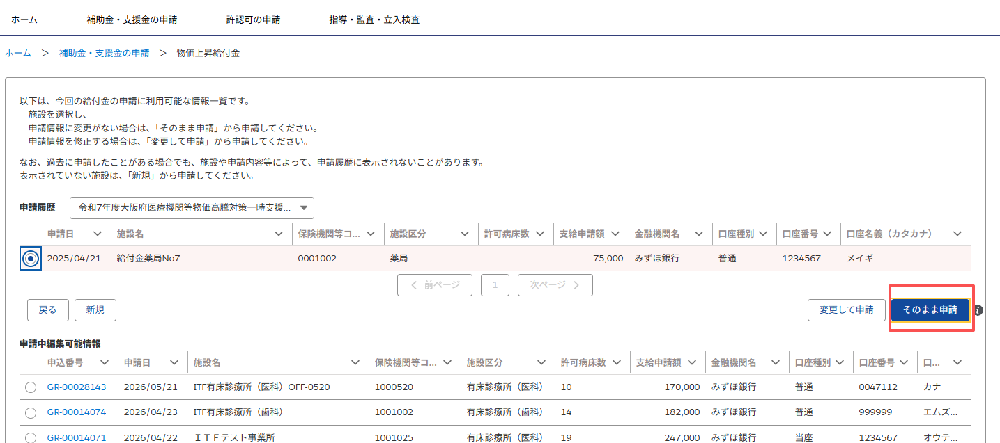 ホーム 補助金・支援金の申請 許認可の申請 指導・監査・立入検査
ホーム ＞ 補助金・支援金の申請 ＞ 物価上昇給付金
以下は、今回の給付金の申請に利用可能な情報一覧です。
施設を選択し、
申請情報に変更がない場合は、「そのまま申請」から申請してください。
申請情報を修正する場合は、「変更して申請」から申請してください。
なお、過去に申請したことがある場合でも、施設や申請内容等によって、申請履歴に表示されないことがあります。
表示されていない施設は、「新規」から申請してください。
申請履歴 令和7年度大阪府医療機関等物価高騰対策一時支援...
申請日 施設名 保険機関等コ... 施設区分 許可病床数 支給申請額 金融機関名 口座種別 口座番号 口座名義（カタカナ）
2025/04/21 給付金薬局No7 0001002 薬局 75,000 みずほ銀行 普通 1234567 メイギ
前ページ 1 次ページ
戻る 新規 変更して申請 そのまま申請 i
申請中編集可能情報
申込番号 申請日 施設名 保険機関等コ... 施設区分 許可病床数 支給申請額 金融機関名 口座種別 口座番号 口...
GR-00028143 2026/05/21 ITF有床診療所（医科）OFF-0520 1000520 有床診療所（医科） 10 170,000 みずほ銀行 普通 0047112 カナ
GR-00014074 2026/04/23 ITF有床診療所（歯科） 1001002 有床診療所（歯科） 14 182,000 みずほ銀行 普通 999999 エムズ...
GR-00014071 2026/04/22 ＩＴＦテスト事業所 1001025 有床診療所（医科） 19 247,000 みずほ銀行 当座 1234567 オウテ...